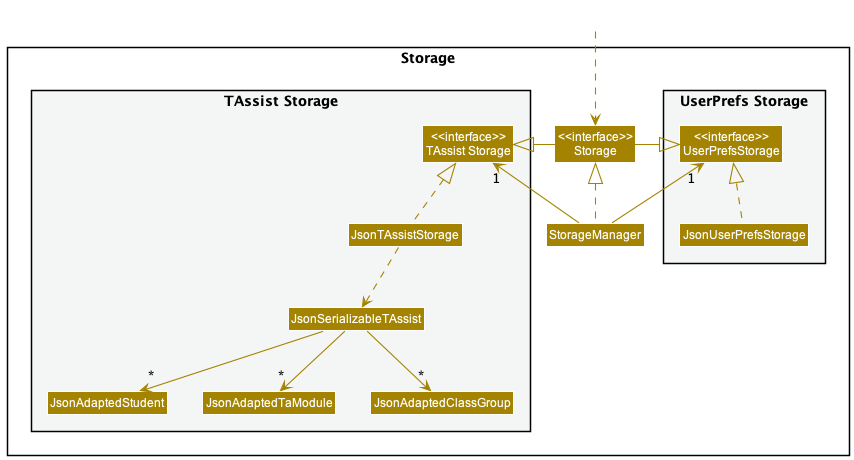 Storage
TAssist Storage
UserPrefs Storage
<<interface>>
TAssist Storage
<<interface>>
Storage
<<interface>>
UserPrefsStorage
1
1
JsonTAssistStorage
StorageManager
JsonUserPrefsStorage
JsonSerializableTAssist
*
*
*
JsonAdaptedStudent
JsonAdaptedTaModule
JsonAdaptedClassGroup